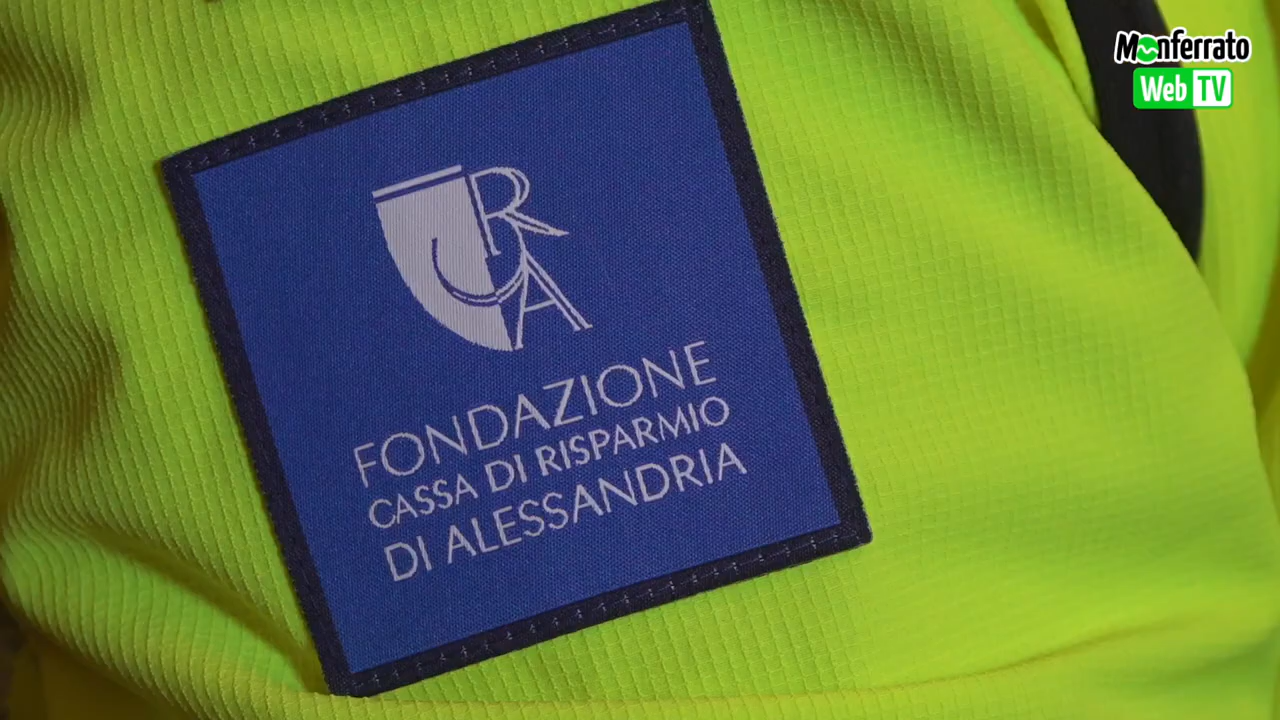 Monferrato
Web TV
CRA
FONDAZIONE
CASSA DI RISPARMIO
DI ALESSANDRIA